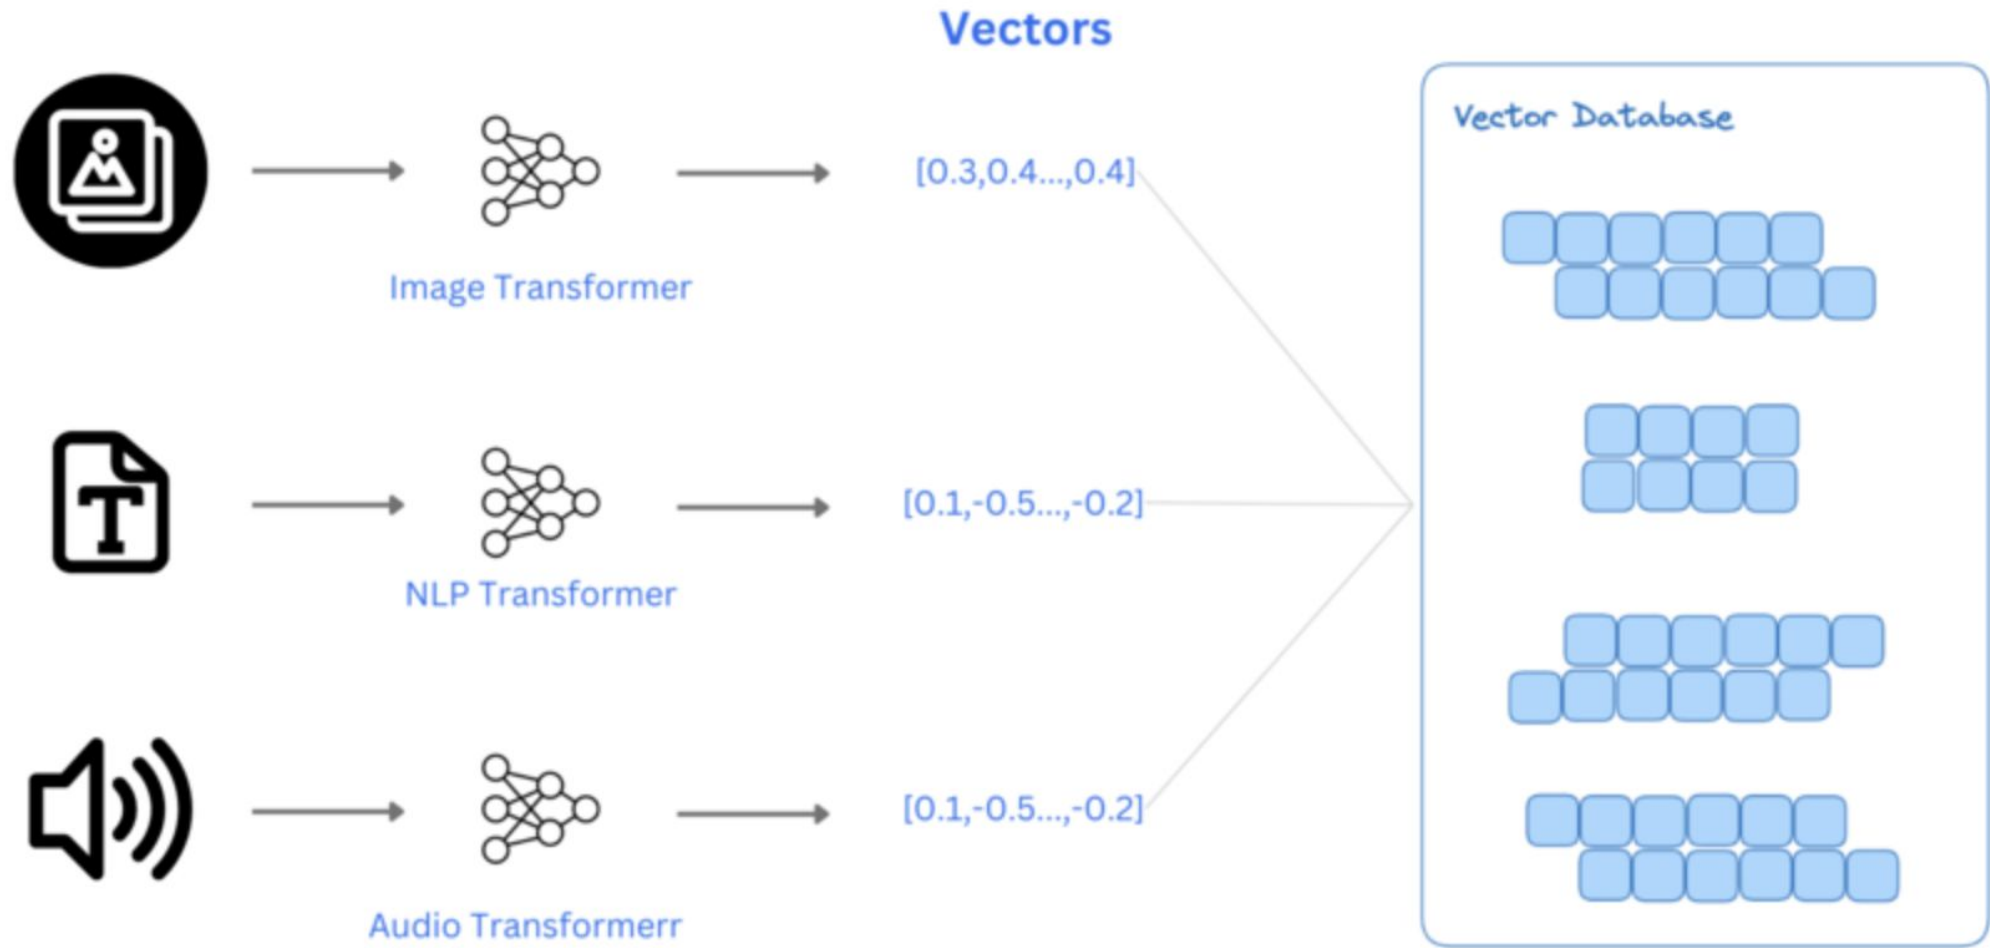 Vectors
Vector Database
[0.3,0.4...,0.4]
Image Transformer
T
[0.1,-0.5...,-0.2]
NLP Transformer
[0.1,-0.5...,-0.2]
Audio Transformerr